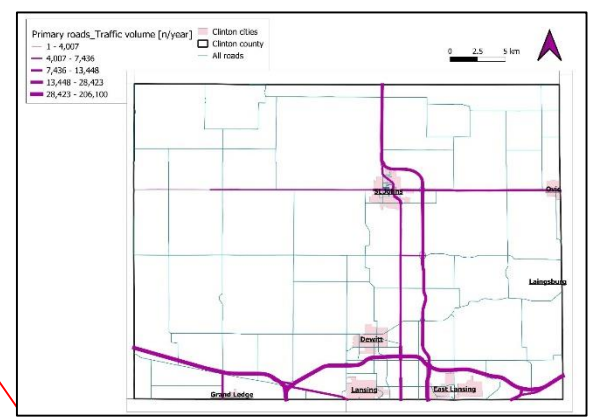 Primary roads_Traffic volume [n/year]
1 - 4,007
4,007 - 7,436
7,436 - 13,448
13,448 - 28,423
28,423 - 206,100
Clinton cities
Clinton county
All roads
0 2.5 5 km
St Johns
Ovid
Laingsburg
Dewitt
Grand Ledge
Lansing
East Lansing